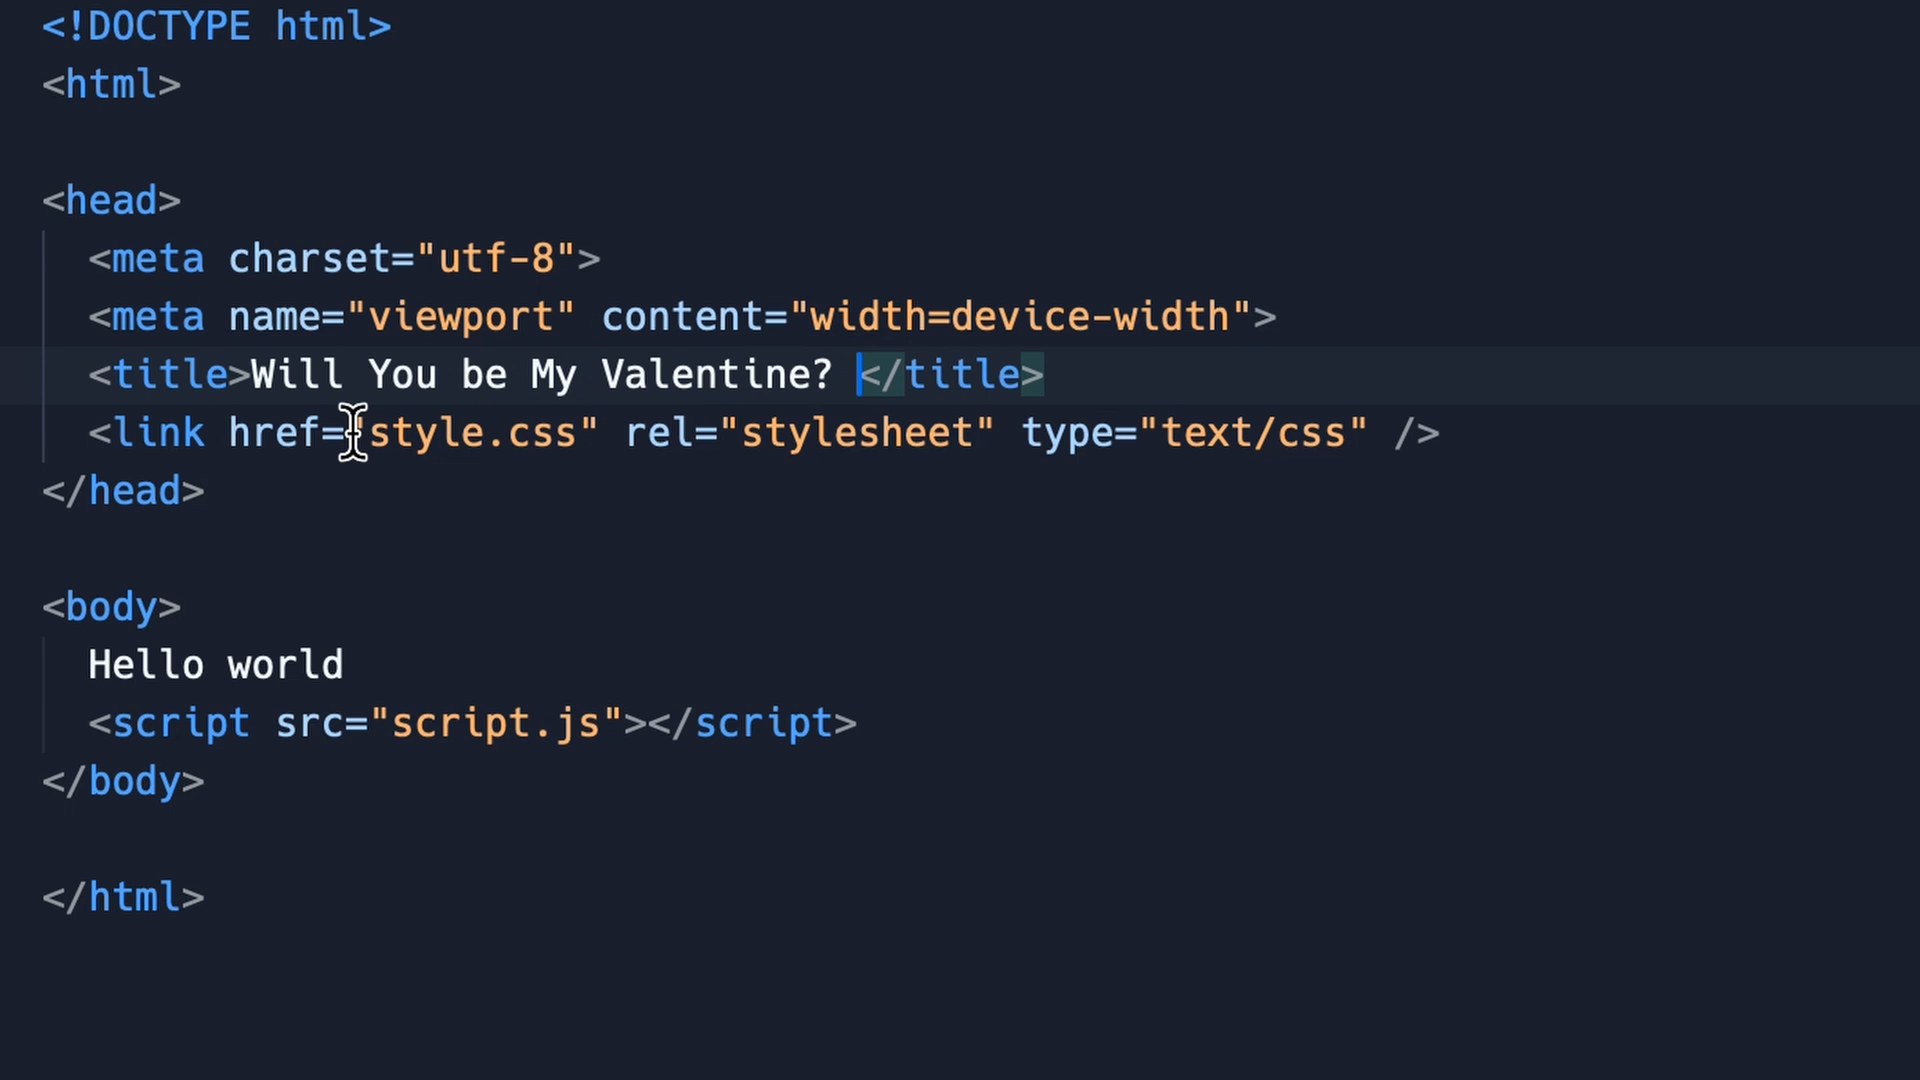 <!DOCTYPE html>
<html>
<head>
<meta charset="utf-8">
<meta name="viewport" content="width=device-width">
<title>Will You be My Valentine? </title>
<link href="style.css" rel="stylesheet" type="text/css" />
</head>
<body>
Hello world
<script src="script.js"></script>
</body>
</html>